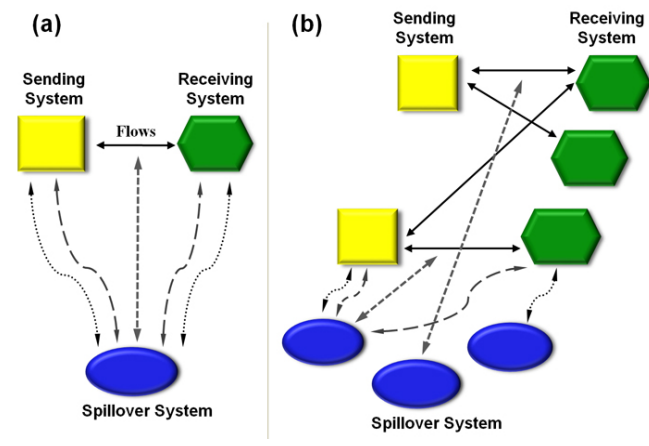 (a)
Sending
System
Receiving
System
Flows
Spillover System
(b)
Sending
System
Receiving
System
Spillover System